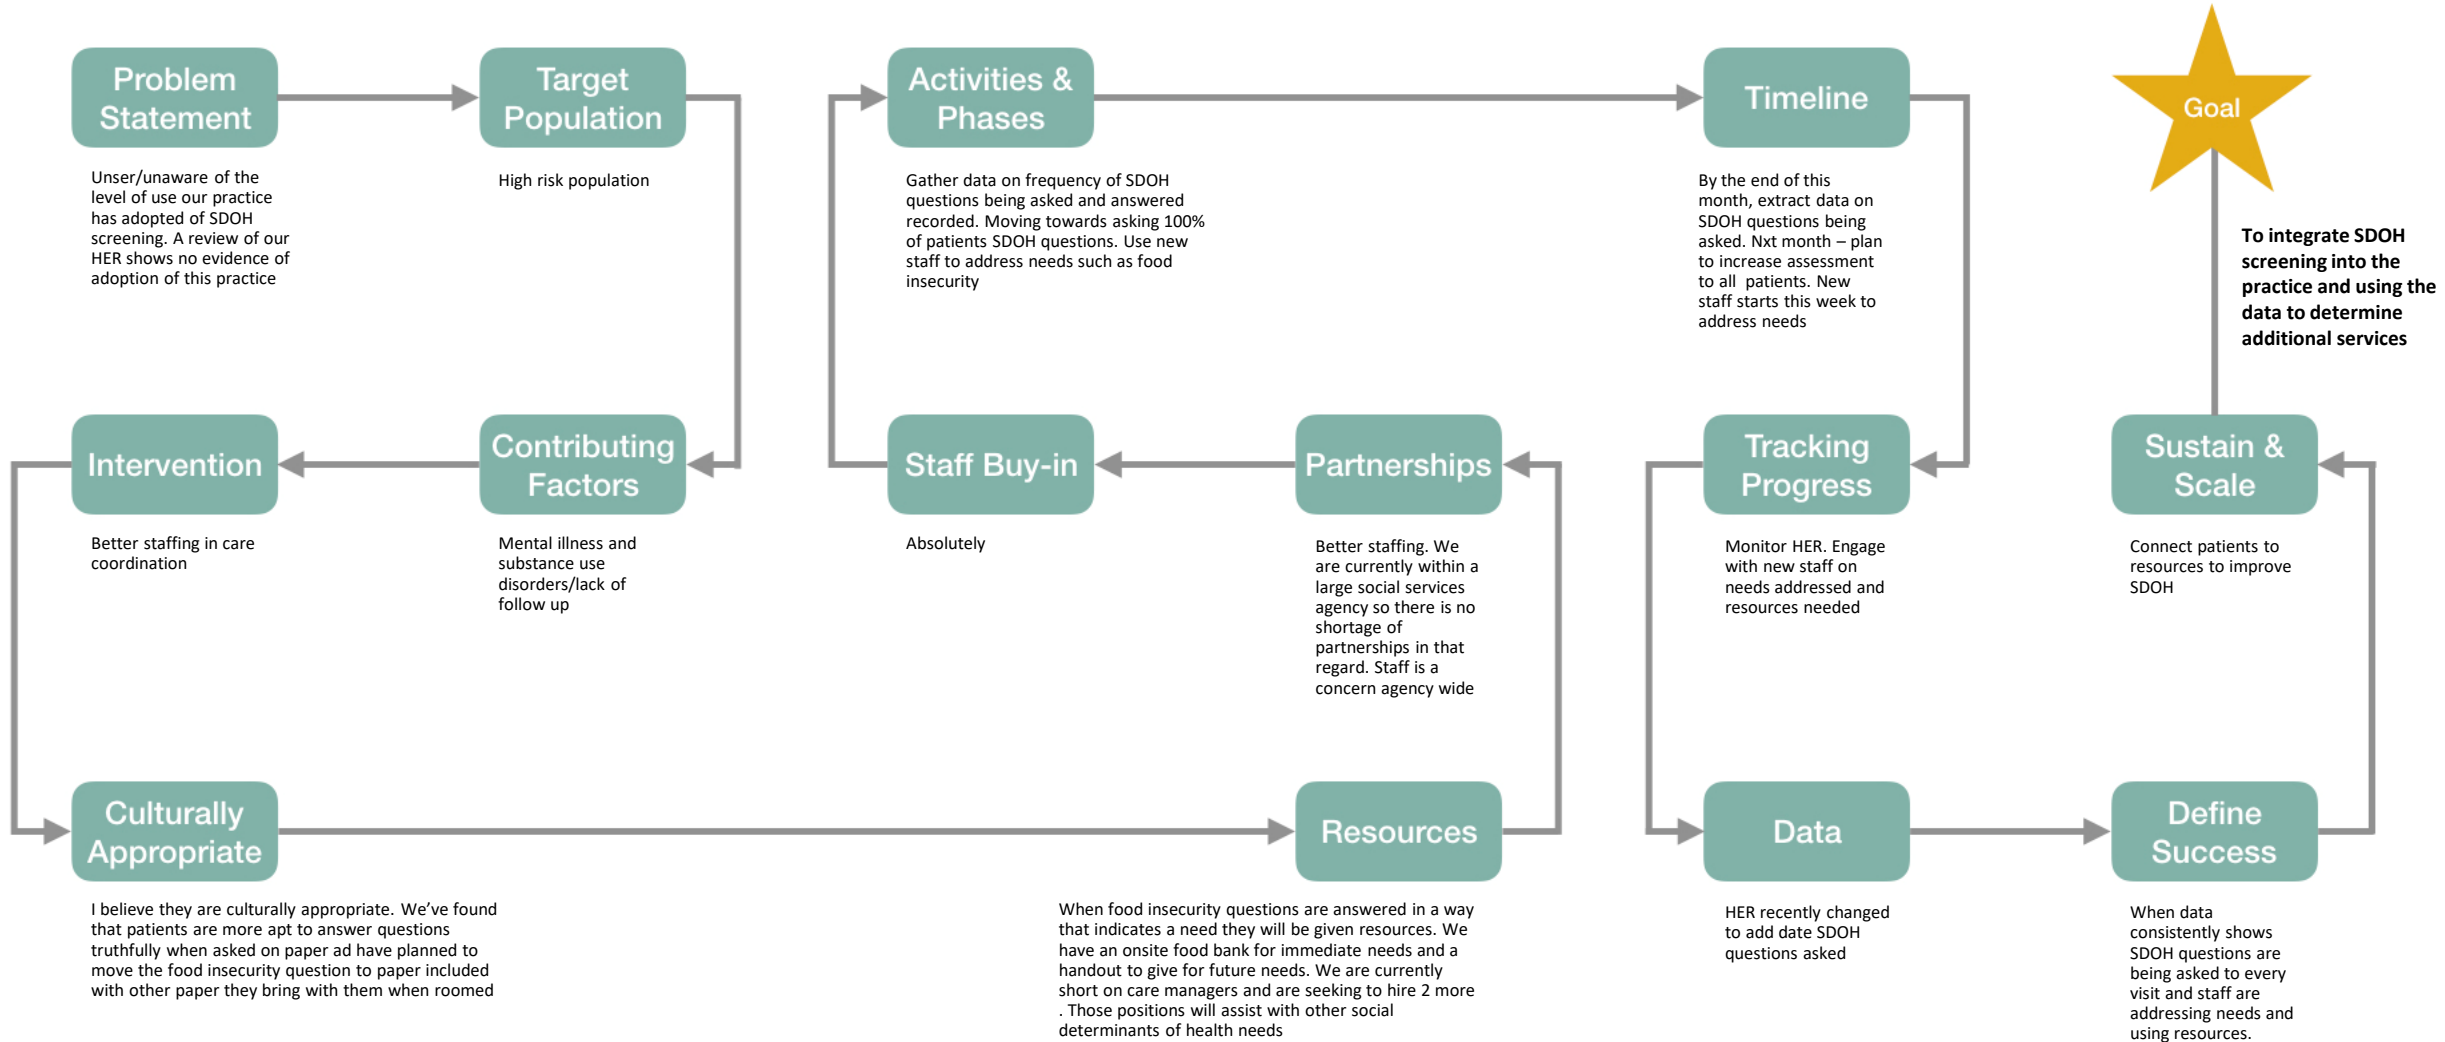 Problem
Statement
Unser/unaware of the
level of use our practice
has adopted of SDOH
screening. A review of our
HER shows no evidence of
adoption of this practice
Target
Population
High risk population
Contributing
Factors
Mental illness and
substance use
disorders/lack of
follow up
Intervention
Better staffing in care
coordination
Culturally
Appropriate
I believe they are culturally appropriate. We've found
that patients are more apt to answer questions
truthfully when asked on paper ad have planned to
move the food insecurity question to paper included
with other paper they bring with them when roomed
Resources
When food insecurity questions are answered in a way
that indicates a need they will be given resources. We
have an onsite food bank for immediate needs and a
handout to give for future needs. We are currently
short on care managers and are seeking to hire 2 more
. Those positions will assist with other social
determinants of health needs
Partnerships
Better staffing. We
are currently within a
large social services
agency so there is no
shortage of
partnerships in that
regard. Staff is a
concern agency wide
Staff Buy-in
Absolutely
Activities &
Phases
Gather data on frequency of SDOH
questions being asked and answered
recorded. Moving towards asking 100%
of patients SDOH questions. Use new
staff to address needs such as food
insecurity
Timeline
By the end of this
month, extract data on
SDOH questions being
asked. Nxt month – plan
to increase assessment
to all patients. New
staff starts this week to
address needs
Tracking
Progress
Monitor HER. Engage
with new staff on
needs addressed and
resources needed
Data
HER recently changed
to add date SDOH
questions asked
Define
Success
When data
consistently shows
SDOH questions are
being asked to every
visit and staff are
addressing needs and
using resources.
Sustain &
Scale
Connect patients to
resources to improve
SDOH
Goal
To integrate SDOH
screening into the
practice and using the
data to determine
additional services